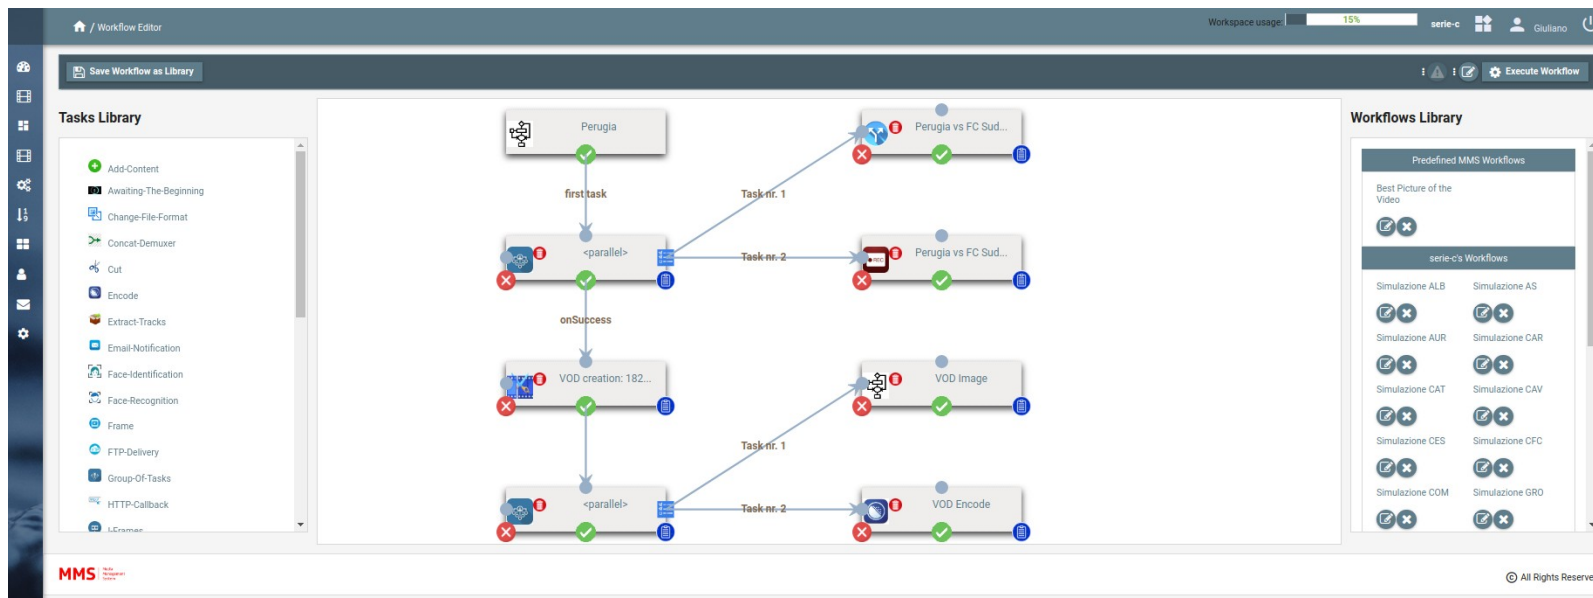 / Workflow Editor
Workspace usage:
15%
serie-c
Giuliano
Save Workflow as Library
Execute Workflow
Tasks Library
Add-Content
Awaiting-The-Beginning
Change-File-Format
Concat-Demuxer
Cut
Encode
Extract-Tracks
Email-Notification
Face-Identification
Face-Recognition
Frame
FTP-Delivery
Group-Of-Tasks
HTTP-Callback
I-Frames
Perugia
first task
Task nr. 1
Perugia vs FC Sud...
<parallel>
Task nr. 2
REC
Perugia vs FC Sud...
onSuccess
VOD creation: 182...
VOD Image
Task nr. 1
<parallel>
Task nr. 2
VOD Encode
Workflows Library
Predefined MMS Workflows
Best Picture of the
Video
serie-c's Workflows
Simulazione ALB
Simulazione AS
Simulazione AUR
Simulazione CAR
Simulazione CAT
Simulazione CAV
Simulazione CES
Simulazione CFC
Simulazione COM
Simulazione GRO
MMS
Media
Management
System
© All Rights Reserve